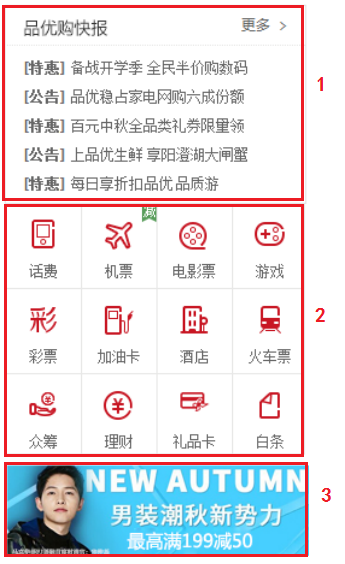 品优购快报 更多 >
[特惠] 备战开学季 全民半价购数码
[公告] 品优稳占家电网购六成份额
[特惠] 百元中秋全品类礼券限量领
[公告] 上品优生鲜 享阳澄湖大闸蟹
[特惠] 每日享折扣品优品质游
1
减
话费 机票 电影票 游戏
彩
彩票 加油卡 酒店 火车票
2
众筹 理财 礼品卡 白条
NEW AUTUMN
3
男装潮秋新势力
最高满199减50